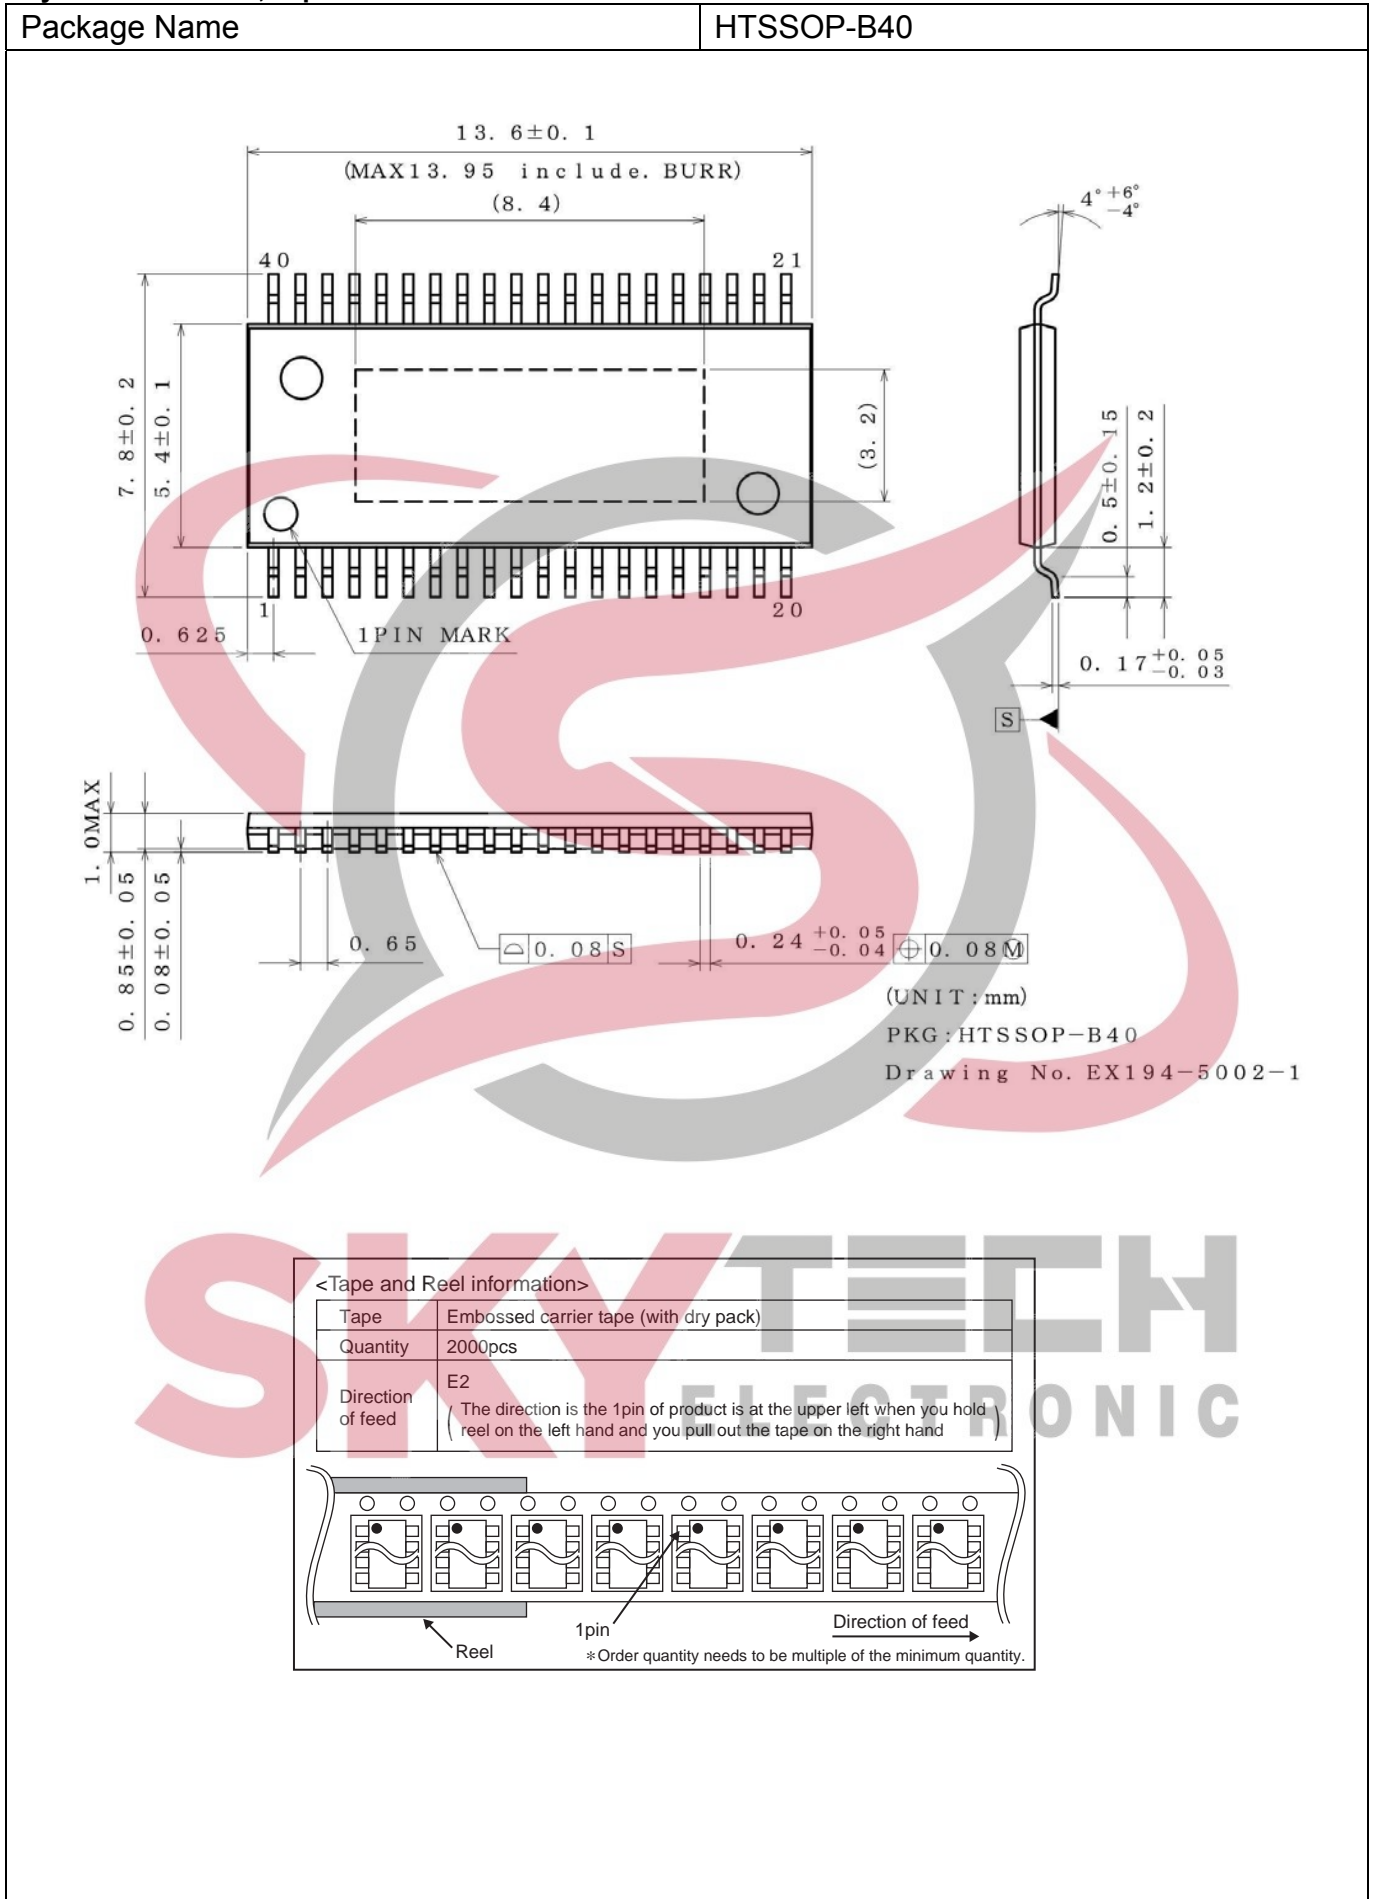 Package Name
HTSSOP-B40
13. 6±0. 1
(MAX13. 95 include. BURR)
(8. 4)
4° +6° −4°
40
21
7. 8±0. 2
5. 4±0. 1
(3. 2)
0. 5±0. 15
1. 2±0. 2
1
20
0. 625
1PIN MARK
0. 17 +0. 05 −0. 03
S
1. 0MAX
0. 85±0. 05
0. 08±0. 05
0. 65
0. 08 S
0. 24 +0. 05 −0. 04
0. 08 Ⓜ
(UNIT:mm)
PKG:HTSSOP−B40
Drawing No. EX194−5002−1
SKYTECH
ELECTRONIC
<Tape and Reel information>
Tape
Embossed carrier tape (with dry pack)
Quantity
2000pcs
Direction
of feed
E2
( The direction is the 1pin of product is at the upper left when you hold
reel on the left hand and you pull out the tape on the right hand )
1pin
Reel
Direction of feed
∗Order quantity needs to be multiple of the minimum quantity.